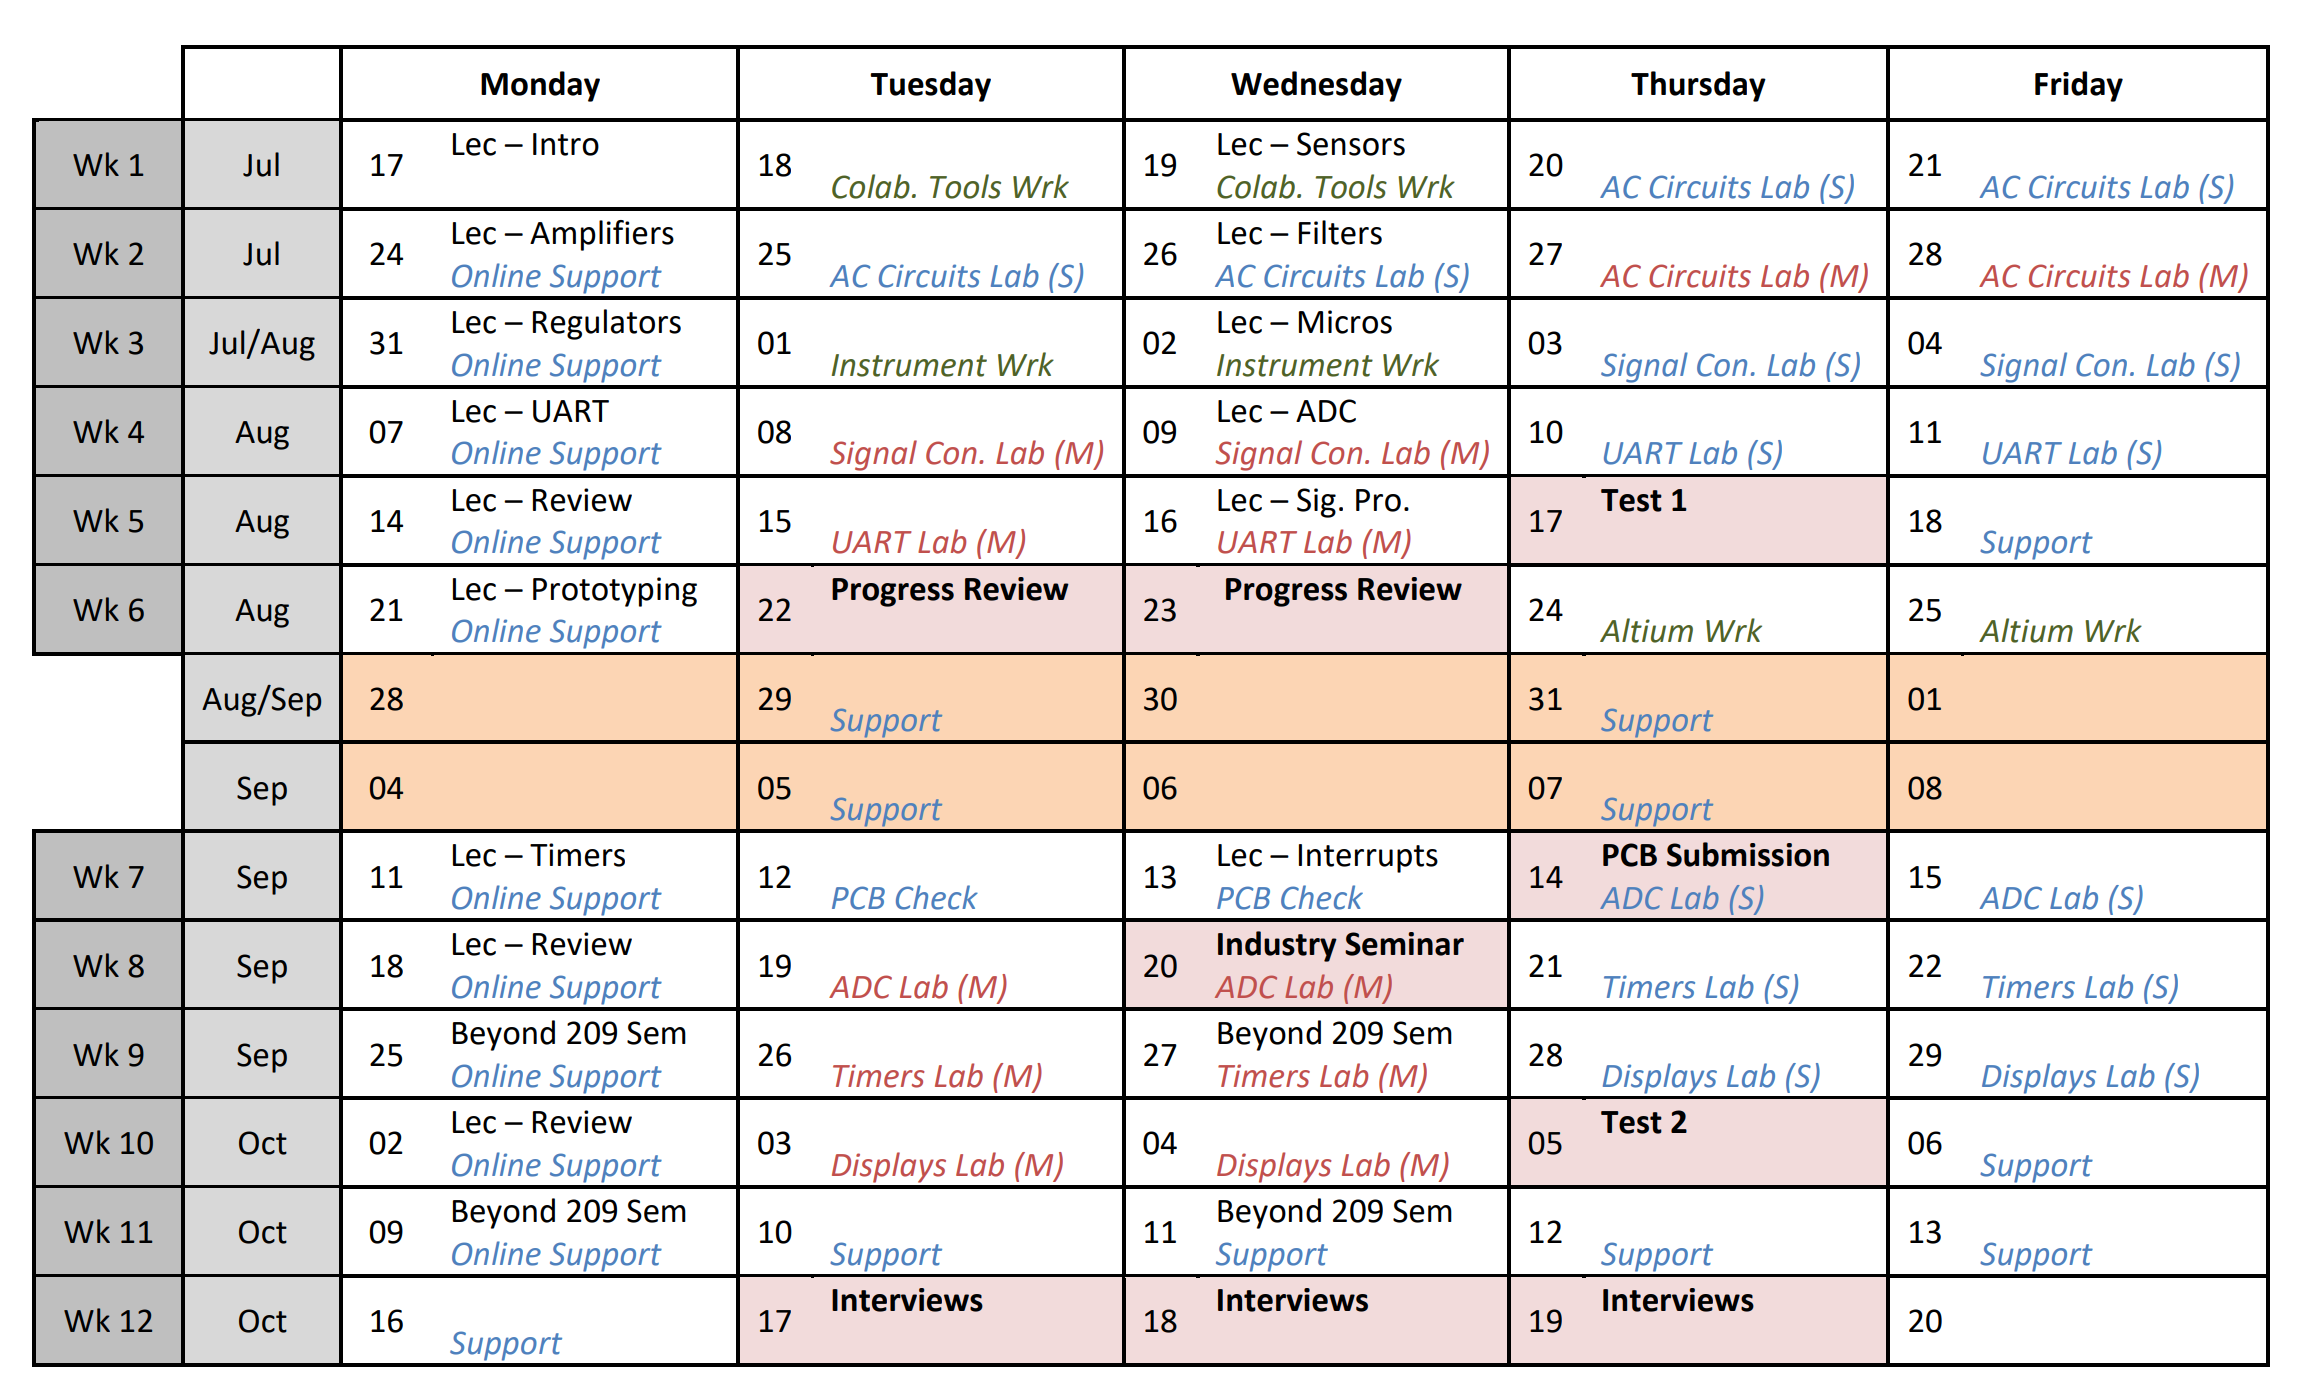 Monday Tuesday Wednesday Thursday Friday
Wk 1 Jul 17 Lec – Intro 18 Colab. Tools Wrk 19 Lec – Sensors Colab. Tools Wrk 20 AC Circuits Lab (S) 21 AC Circuits Lab (S)
Wk 2 Jul 24 Lec – Amplifiers Online Support 25 AC Circuits Lab (S) 26 Lec – Filters AC Circuits Lab (S) 27 AC Circuits Lab (M) 28 AC Circuits Lab (M)
Wk 3 Jul/Aug 31 Lec – Regulators Online Support 01 Instrument Wrk 02 Lec – Micros Instrument Wrk 03 Signal Con. Lab (S) 04 Signal Con. Lab (S)
Wk 4 Aug 07 Lec – UART Online Support 08 Signal Con. Lab (M) 09 Lec – ADC Signal Con. Lab (M) 10 UART Lab (S) 11 UART Lab (S)
Wk 5 Aug 14 Lec – Review Online Support 15 UART Lab (M) 16 Lec – Sig. Pro. UART Lab (M) 17 Test 1 18 Support
Wk 6 Aug 21 Lec – Prototyping Online Support 22 Progress Review 23 Progress Review 24 Altium Wrk 25 Altium Wrk
Aug/Sep 28 29 Support 30 31 Support 01
Sep 04 05 Support 06 07 Support 08
Wk 7 Sep 11 Lec – Timers Online Support 12 PCB Check 13 Lec – Interrupts PCB Check 14 PCB Submission ADC Lab (S) 15 ADC Lab (S)
Wk 8 Sep 18 Lec – Review Online Support 19 ADC Lab (M) 20 Industry Seminar ADC Lab (M) 21 Timers Lab (S) 22 Timers Lab (S)
Wk 9 Sep 25 Beyond 209 Sem Online Support 26 Timers Lab (M) 27 Beyond 209 Sem Timers Lab (M) 28 Displays Lab (S) 29 Displays Lab (S)
Wk 10 Oct 02 Lec – Review Online Support 03 Displays Lab (M) 04 Displays Lab (M) 05 Test 2 06 Support
Wk 11 Oct 09 Beyond 209 Sem Online Support 10 Support 11 Beyond 209 Sem Support 12 Support 13 Support
Wk 12 Oct 16 Support 17 Interviews 18 Interviews 19 Interviews 20